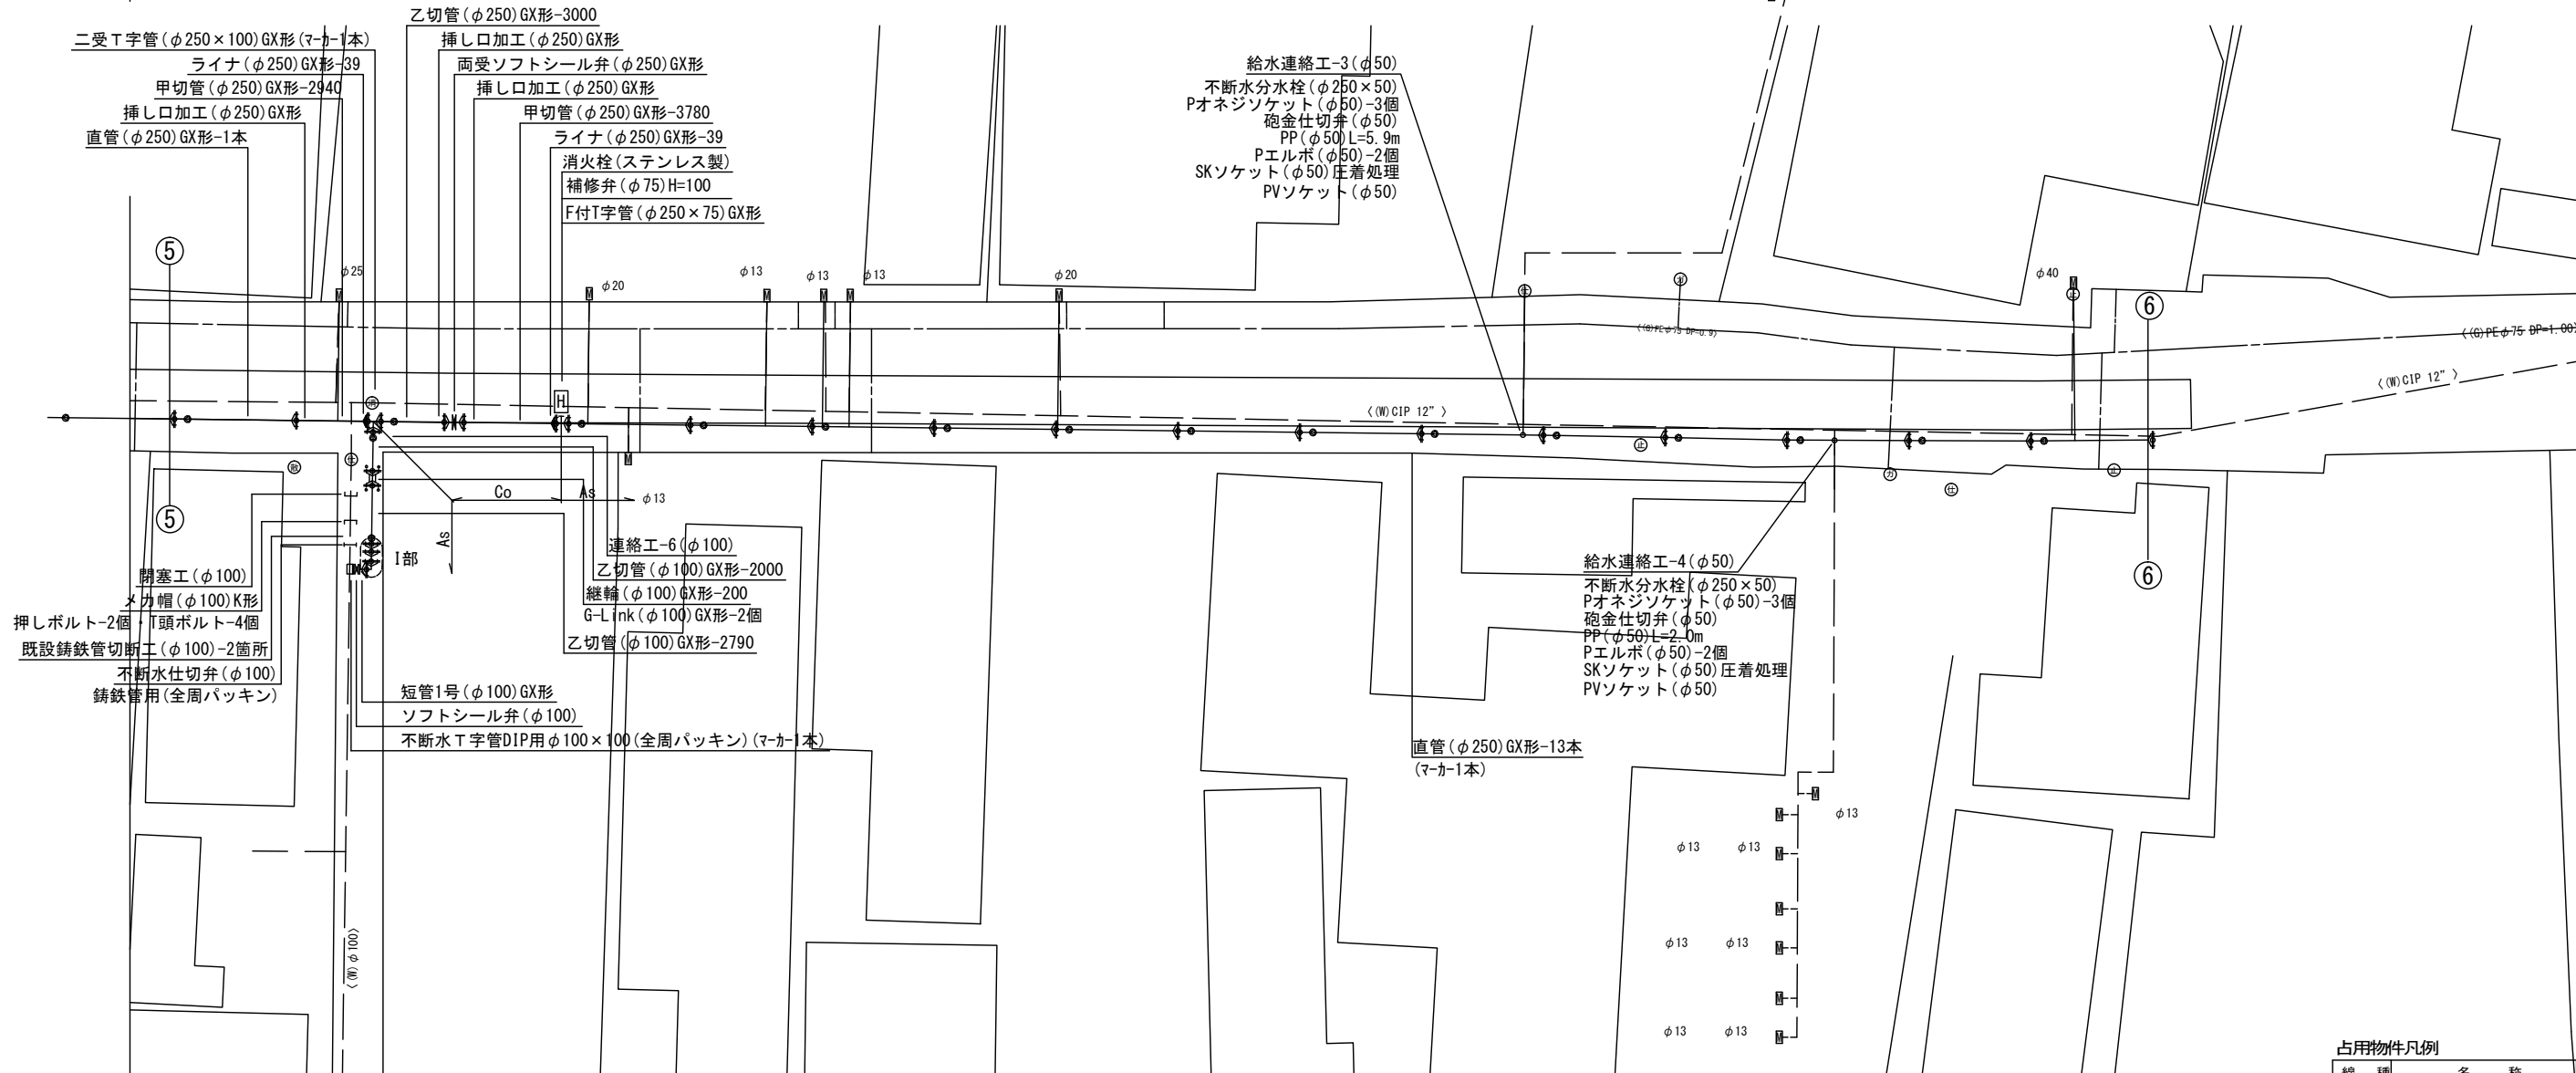 乙切管(φ250)GX形-3000
二受T字管(φ250×100)GX形(マーカー1本)
挿し口加工(φ250)GX形
ライナ(φ250)GX形-39
両受ソフトシール弁(φ250)GX形
甲切管(φ250)GX形-2940
挿し口加工(φ250)GX形
挿し口加工(φ250)GX形
甲切管(φ250)GX形-3780
直管(φ250)GX形-1本
ライナ(φ250)GX形-39
消火栓(ステンレス製)
補修弁(φ75)H=100
F付T字管(φ250×75)GX形
給水連絡工-3(φ50)
不断水分水栓(φ250×50)
Pオネジソケット(φ50)-3個
砲金仕切弁(φ50)
PP(φ50)L=5.9m
Pエルボ(φ50)-2個
SKソケット(φ50)圧着処理
PVソケット(φ50)
⑤
φ25
φ20
φ13
φ13
φ13
φ20
φ40
⑥
M
M
M
M
M
M
M
仕
ガ
止
〈(G)PEφ75 DP=0.9〉
〈(G)PEφ75 DP=1.00〉
〈(W)CIP 12"〉
〈(W)CIP 12"〉
H
消
仕
M
止
ガ
仕
止
Co
As
φ13
As
⑤
⑥
I部
連絡工-6(φ100)
乙切管(φ100)GX形-2000
継輪(φ100)GX形-200
G-Link(φ100)GX形-2個
乙切管(φ100)GX形-2790
閉塞工(φ100)
メカ帽(φ100)K形
押しボルト-2個・T頭ボルト-4個
既設鋳鉄管切断工(φ100)-2箇所
不断水仕切弁(φ100)
鋳鉄管用(全周パッキン)
短管1号(φ100)GX形
ソフトシール弁(φ100)
不断水T字管DIP用φ100×100(全周パッキン)(マーカー1本)
給水連絡工-4(φ50)
不断水分水栓(φ250×50)
Pオネジソケット(φ50)-3個
砲金仕切弁(φ50)
PP(φ50)L=2.0m
Pエルボ(φ50)-2個
SKソケット(φ50)圧着処理
PVソケット(φ50)
直管(φ250)GX形-13本
(マーカー1本)
M
M
φ13
φ13
φ13
M
M
φ13
φ13
M
M
φ13
φ13
M
〈(W)φ100〉
占用物件凡例
線 種
名 称